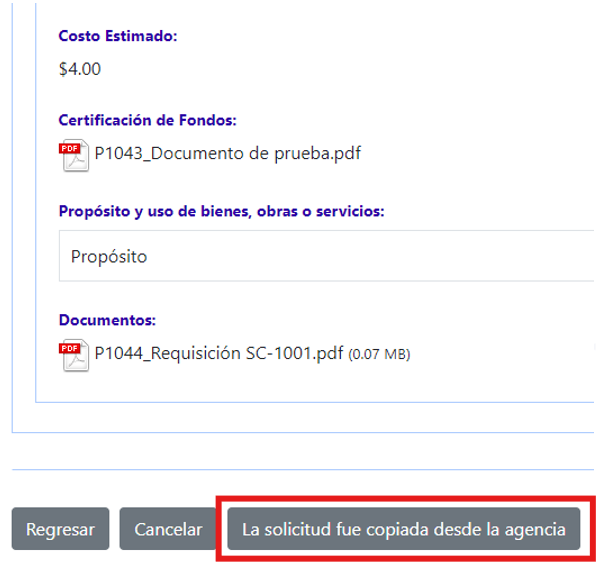 Costo Estimado:
$4.00
Certificación de Fondos:
PDF P1043_Documento de prueba.pdf
Propósito y uso de bienes, obras o servicios:
Propósito
Documentos:
PDF P1044_Requisición SC-1001.pdf (0.07 MB)
Regresar Cancelar La solicitud fue copiada desde la agencia